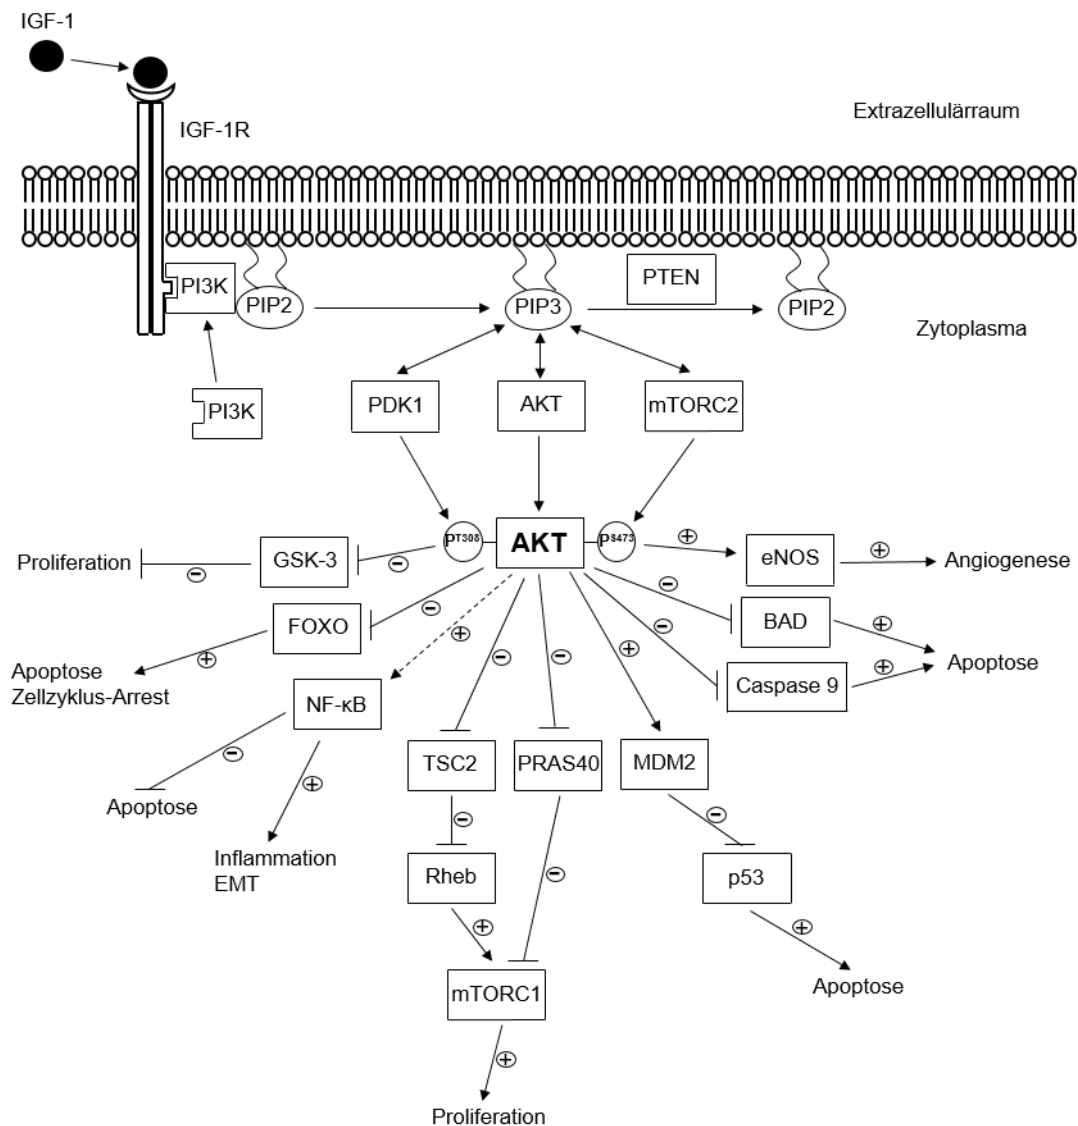 IGF-1
Extrazellulärraum
IGF-1R
PTEN
PI3K
PIP2
PIP3
PIP2
Zytoplasma
PI3K
PDK1
AKT
mTORC2
PT308
AKT
PS473
Proliferation
−
GSK-3
−
+
eNOS
+
Angiogenese
FOXO
−
+
−
BAD
+
Apoptose
Zellzyklus-Arrest
+
NF-κB
−
−
+
−
Caspase 9
+
Apoptose
−
+
Apoptose
Inflammation
EMT
TSC2
PRAS40
MDM2
−
−
Rheb
−
p53
+
+
mTORC1
Apoptose
+
Proliferation